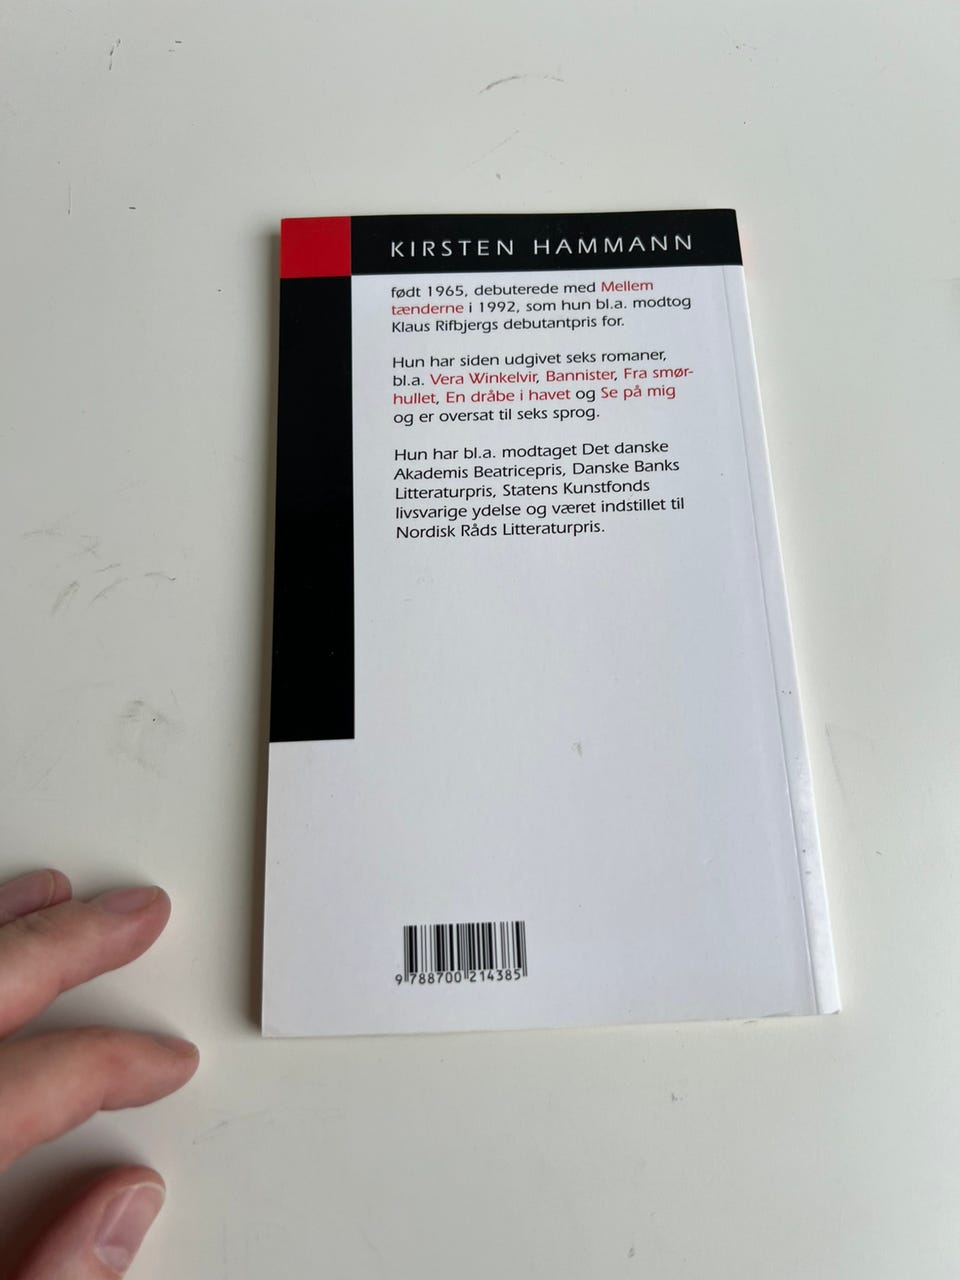 KIRSTEN HAMMANN
født 1965, debuterede med Mellem
tænderne i 1992, som hun bl.a. modtog
Klaus Rifbjergs debutantpris for.
Hun har siden udgivet seks romaner,
bl.a. Vera Winkelvir, Bannister, Fra smør-
hullet, En dråbe i havet og Se på mig
og er oversat til seks sprog.
Hun har bl.a. modtaget Det danske
Akademis Beatricepris, Danske Banks
Litteraturpris, Statens Kunstfonds
livsvarige ydelse og været indstillet til
Nordisk Råds Litteraturpris.
9 788700 214385